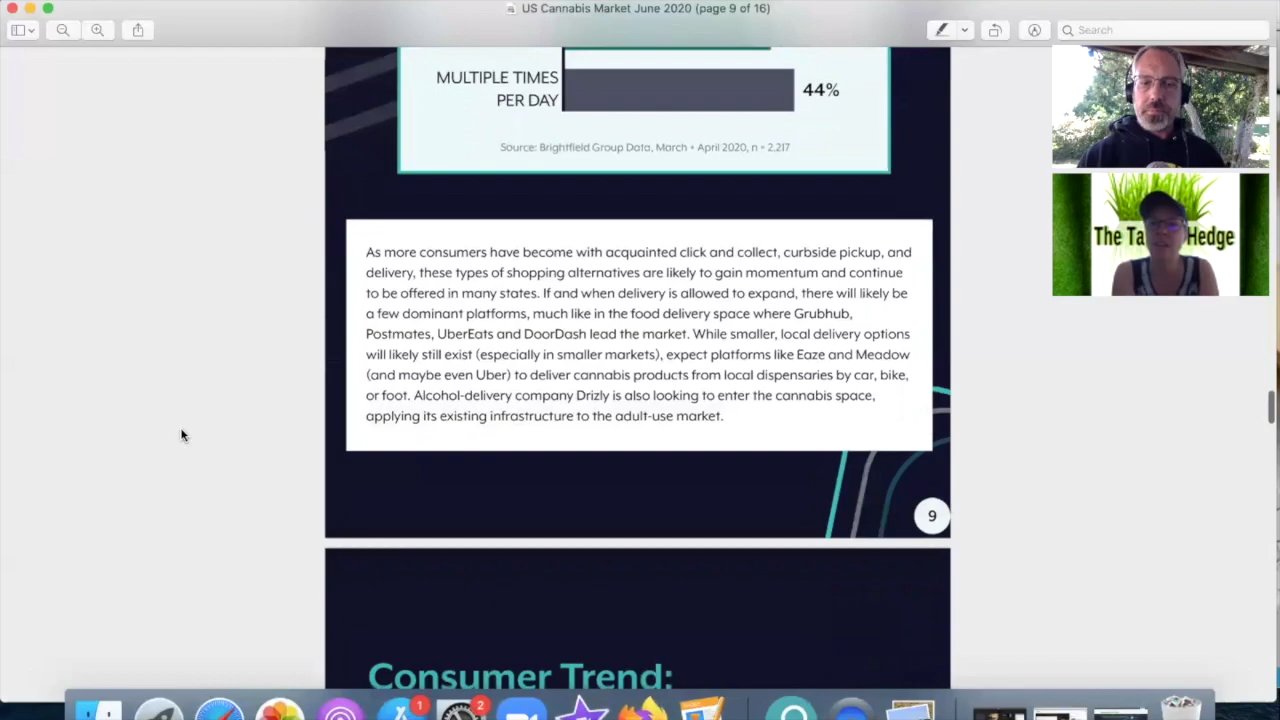 US Cannabis Market June 2020 (page 9 of 16)
Search
MULTIPLE TIMES
PER DAY
44%
Source: Brightfield Group Data, March • April 2020, n = 2,217
As more consumers have become with acquainted click and collect, curbside pickup, and
delivery, these types of shopping alternatives are likely to gain momentum and continue
to be offered in many states. If and when delivery is allowed to expand, there will likely be
a few dominant platforms, much like in the food delivery space where Grubhub,
Postmates, UberEats and DoorDash lead the market. While smaller, local delivery options
will likely still exist (especially in smaller markets), expect platforms like Eaze and Meadow
(and maybe even Uber) to deliver cannabis products from local dispensaries by car, bike,
or foot. Alcohol-delivery company Drizly is also looking to enter the cannabis space,
applying its existing infrastructure to the adult-use market.
9
Consumer Trend:
The Ta Hedge
1
2